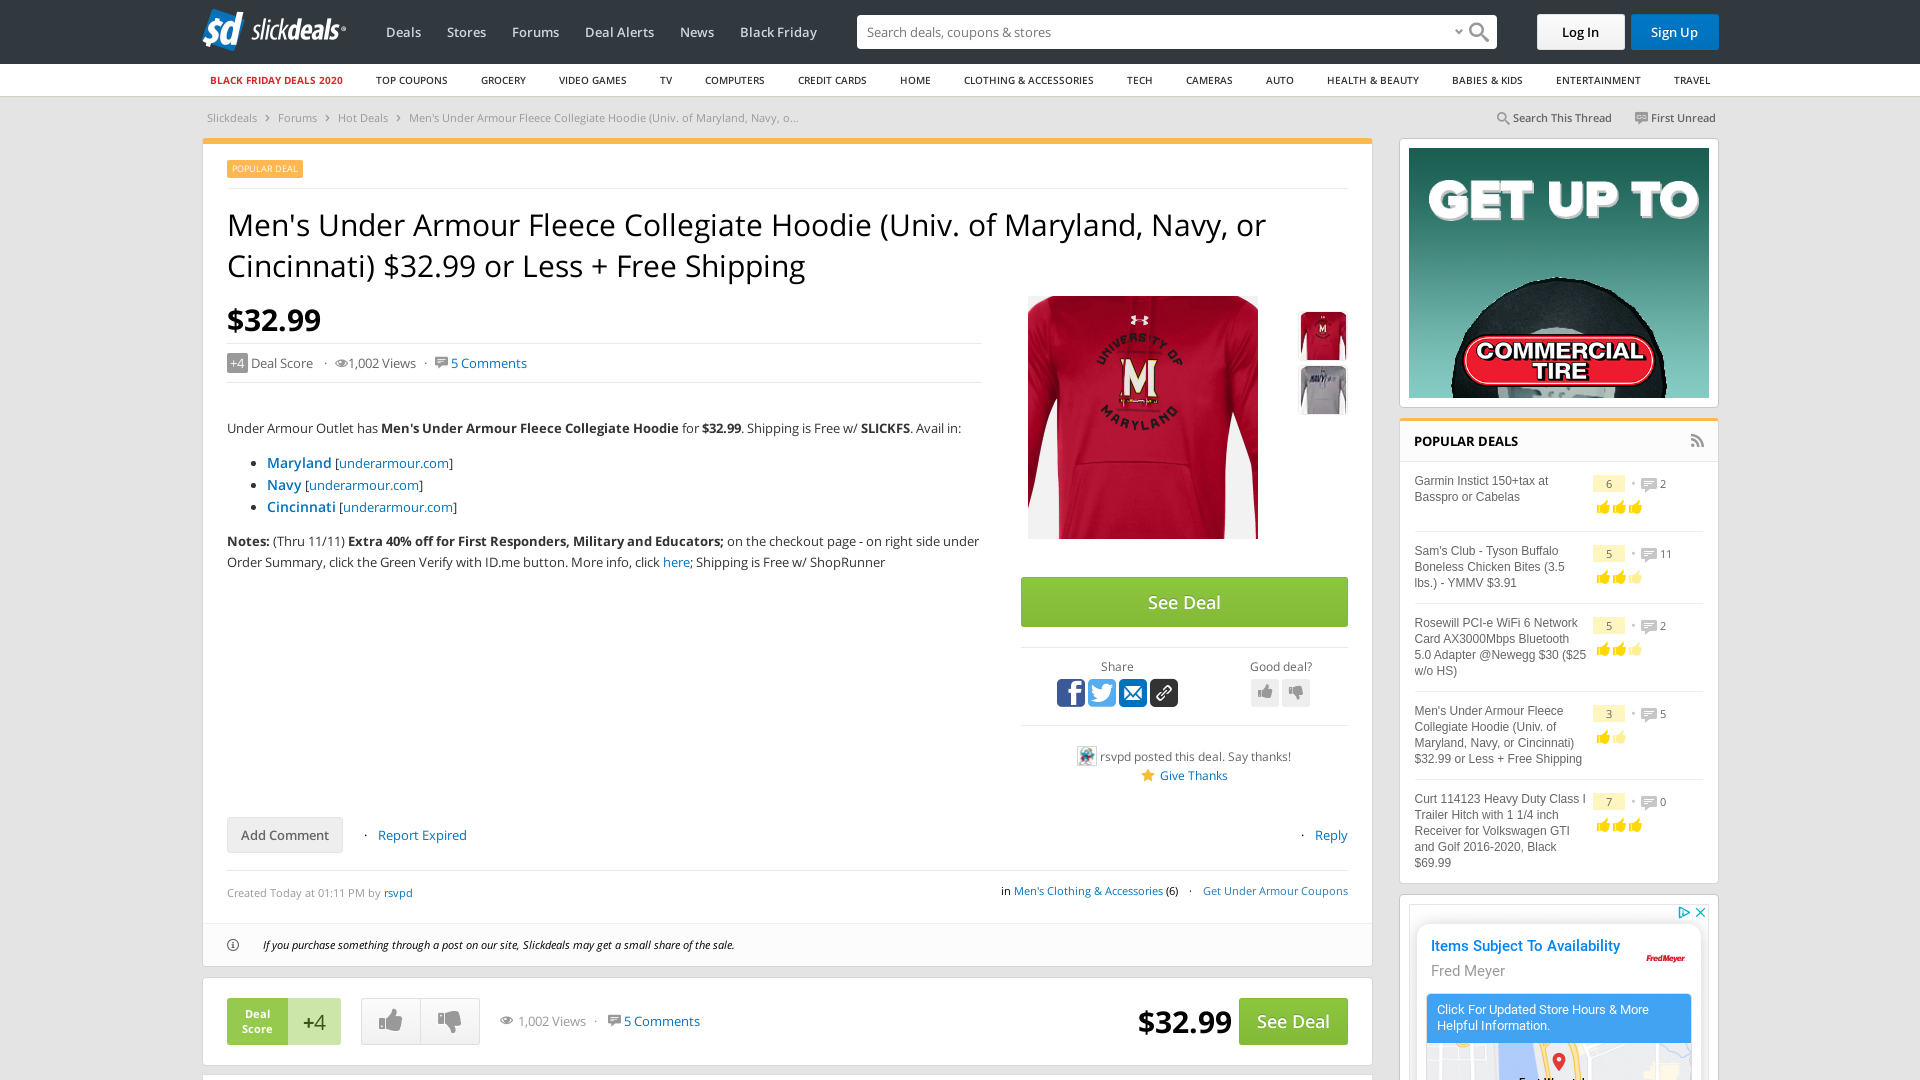 slickdeals
Deals
Stores
Forums
Deal Alerts
News
Black Friday
Search deals, coupons & stores
Log In
Sign Up
BLACK FRIDAY DEALS 2020
TOP COUPONS
GROCERY
VIDEO GAMES
TV
COMPUTERS
CREDIT CARDS
HOME
CLOTHING & ACCESSORIES
TECH
CAMERAS
AUTO
HEALTH & BEAUTY
BABIES & KIDS
ENTERTAINMENT
TRAVEL
Slickdeals › Forums › Hot Deals › Men's Under Armour Fleece Collegiate Hoodie (Univ. of Maryland, Navy, o...
Search This Thread
First Unread
POPULAR DEAL
Men's Under Armour Fleece Collegiate Hoodie (Univ. of Maryland, Navy, or
Cincinnati) $32.99 or Less + Free Shipping
$32.99
+4 Deal Score · 1,002 Views · 5 Comments
Under Armour Outlet has Men's Under Armour Fleece Collegiate Hoodie for $32.99. Shipping is Free w/ SLICKFS. Avail in:
• Maryland [underarmour.com]
• Navy [underarmour.com]
• Cincinnati [underarmour.com]
Notes: (Thru 11/11) Extra 40% off for First Responders, Military and Educators; on the checkout page - on right side under
Order Summary, click the Green Verify with ID.me button. More info, click here; Shipping is Free w/ ShopRunner
UNIVERSITY OF
M
MARYLAND
See Deal
Share
Good deal?
rsvpd posted this deal. Say thanks!
Give Thanks
Add Comment
· Report Expired
· Reply
Created Today at 01:11 PM by rsvpd
in Men's Clothing & Accessories (6) · Get Under Armour Coupons
If you purchase something through a post on our site, Slickdeals may get a small share of the sale.
Deal
Score
+4
1,002 Views · 5 Comments
$32.99
See Deal
GET UP TO
COMMERCIAL
TIRE
POPULAR DEALS
Garmin Instict 150+tax at
Basspro or Cabelas
6 • 2
Sam's Club - Tyson Buffalo
Boneless Chicken Bites (3.5
lbs.) - YMMV $3.91
5 • 11
Rosewill PCI-e WiFi 6 Network
Card AX3000Mbps Bluetooth
5.0 Adapter @Newegg $30 ($25
w/o HS)
5 • 2
Men's Under Armour Fleece
Collegiate Hoodie (Univ. of
Maryland, Navy, or Cincinnati)
$32.99 or Less + Free Shipping
3 • 5
Curt 114123 Heavy Duty Class I
Trailer Hitch with 1 1/4 inch
Receiver for Volkswagen GTI
and Golf 2016-2020, Black
$69.99
7 • 0
Items Subject To Availability
Fred Meyer
Fred Meyer
Click For Updated Store Hours & More
Helpful Information.